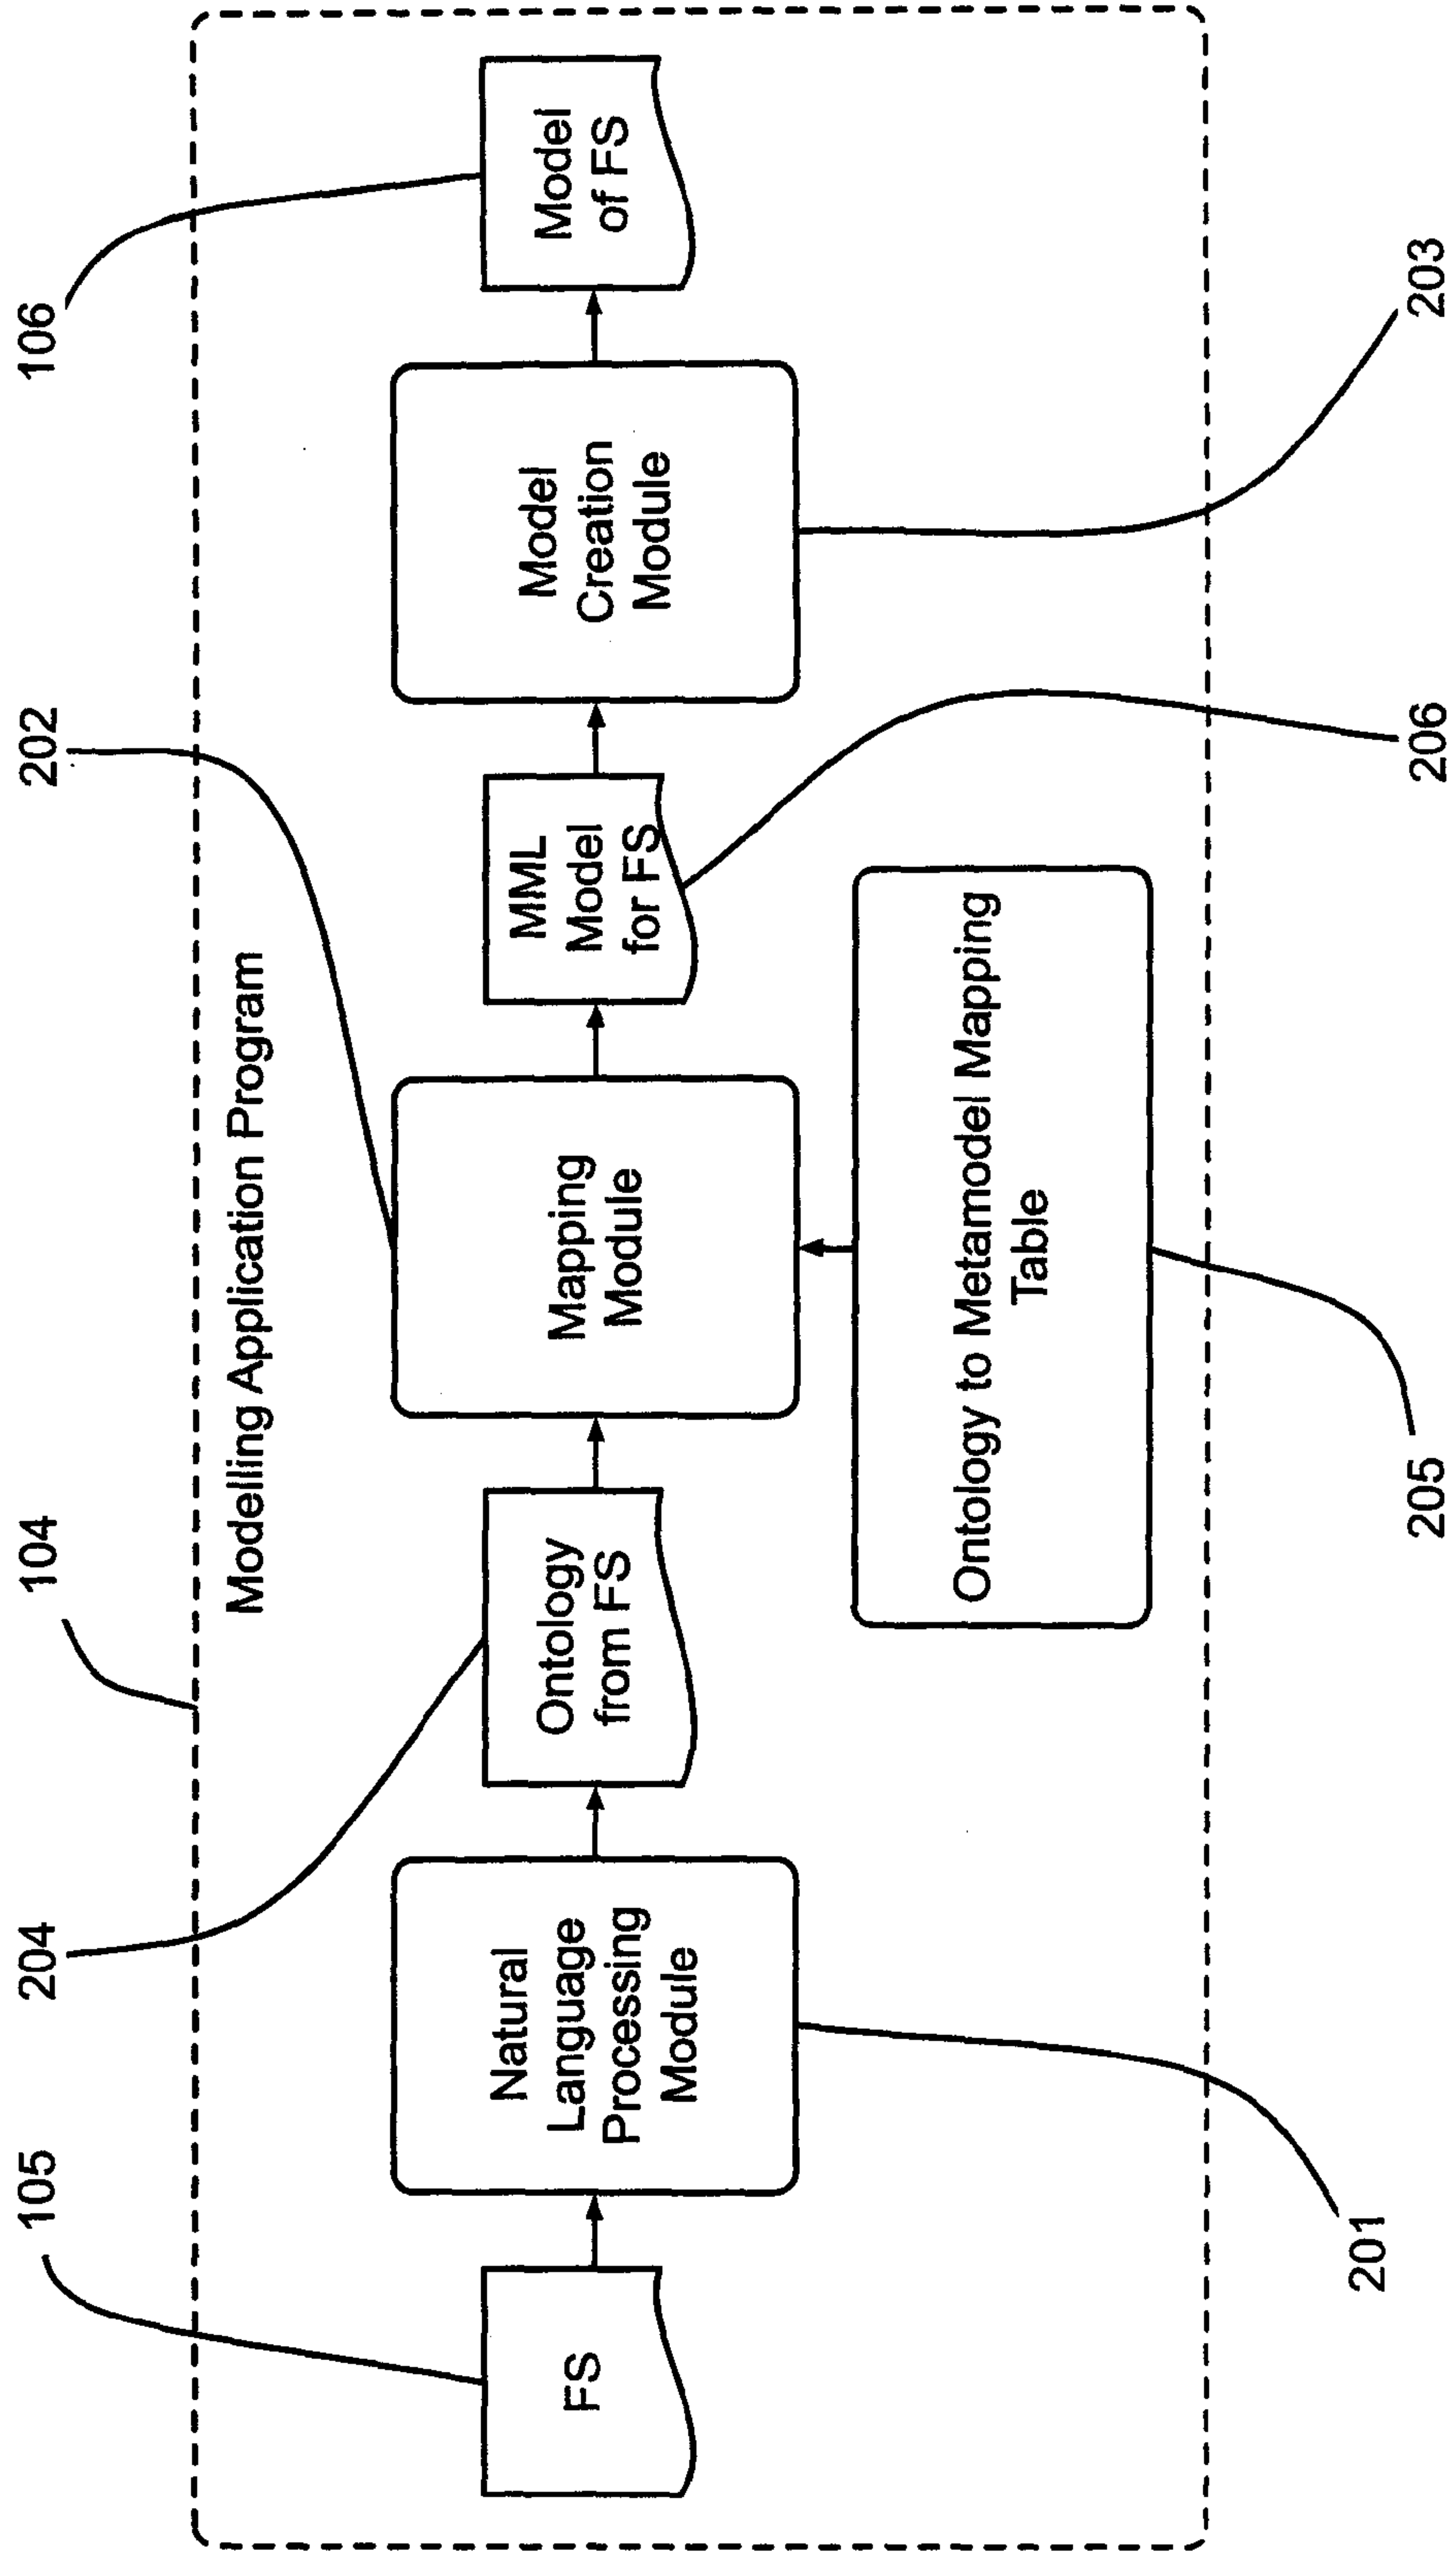 105
204
104
202
106
Modelling Application Program
FS
Natural
Language
Processing
Module
Ontology
from FS
Mapping
Module
MML
Model
for FS
Model
Creation
Module
Model
of FS
Ontology to Metamodel Mapping
Table
201
205
206
203